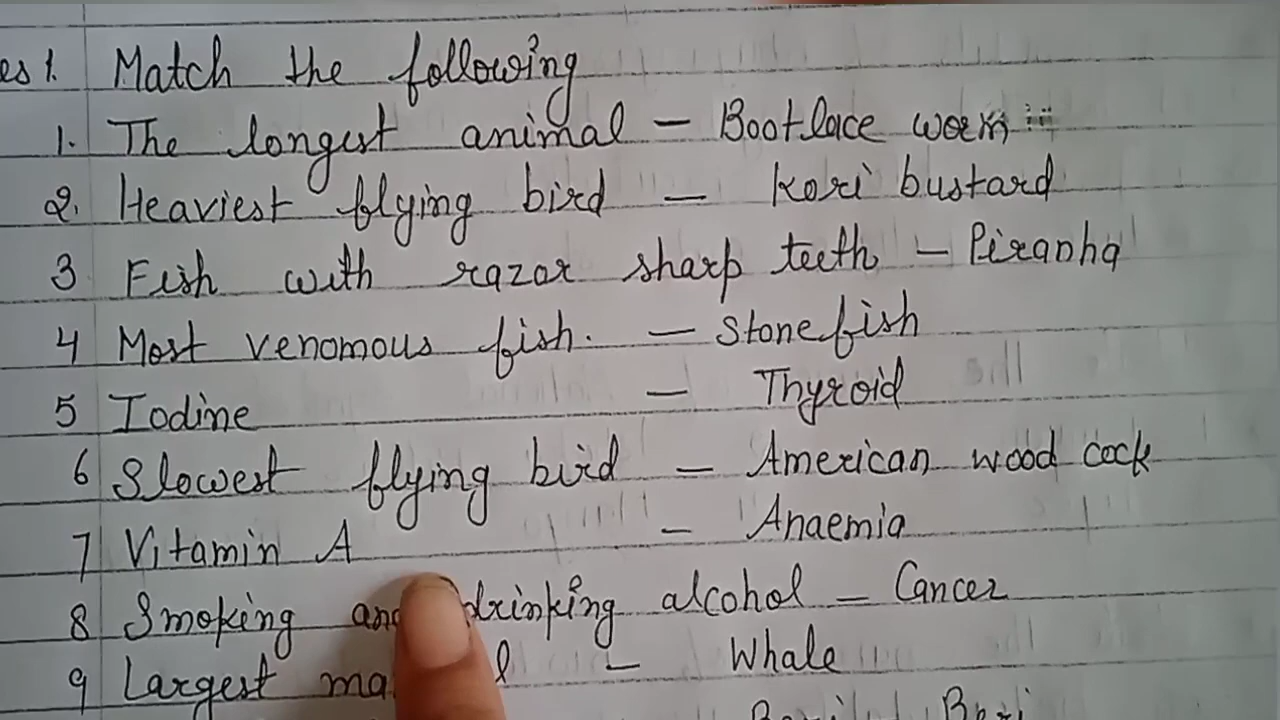 es 1. Match the following
1. The longest animal - Bootlace worm
2. Heaviest flying bird - Kori bustard
3 Fish with razor sharp teeth - Piranha
4 Most venomous fish. - Stonefish
5 Iodine - Thyroid
6 Slowest flying bird - American wood cock
7 Vitamin A - Anaemia
8 Smoking and drinking alcohol - Cancer
9 Largest - Whale